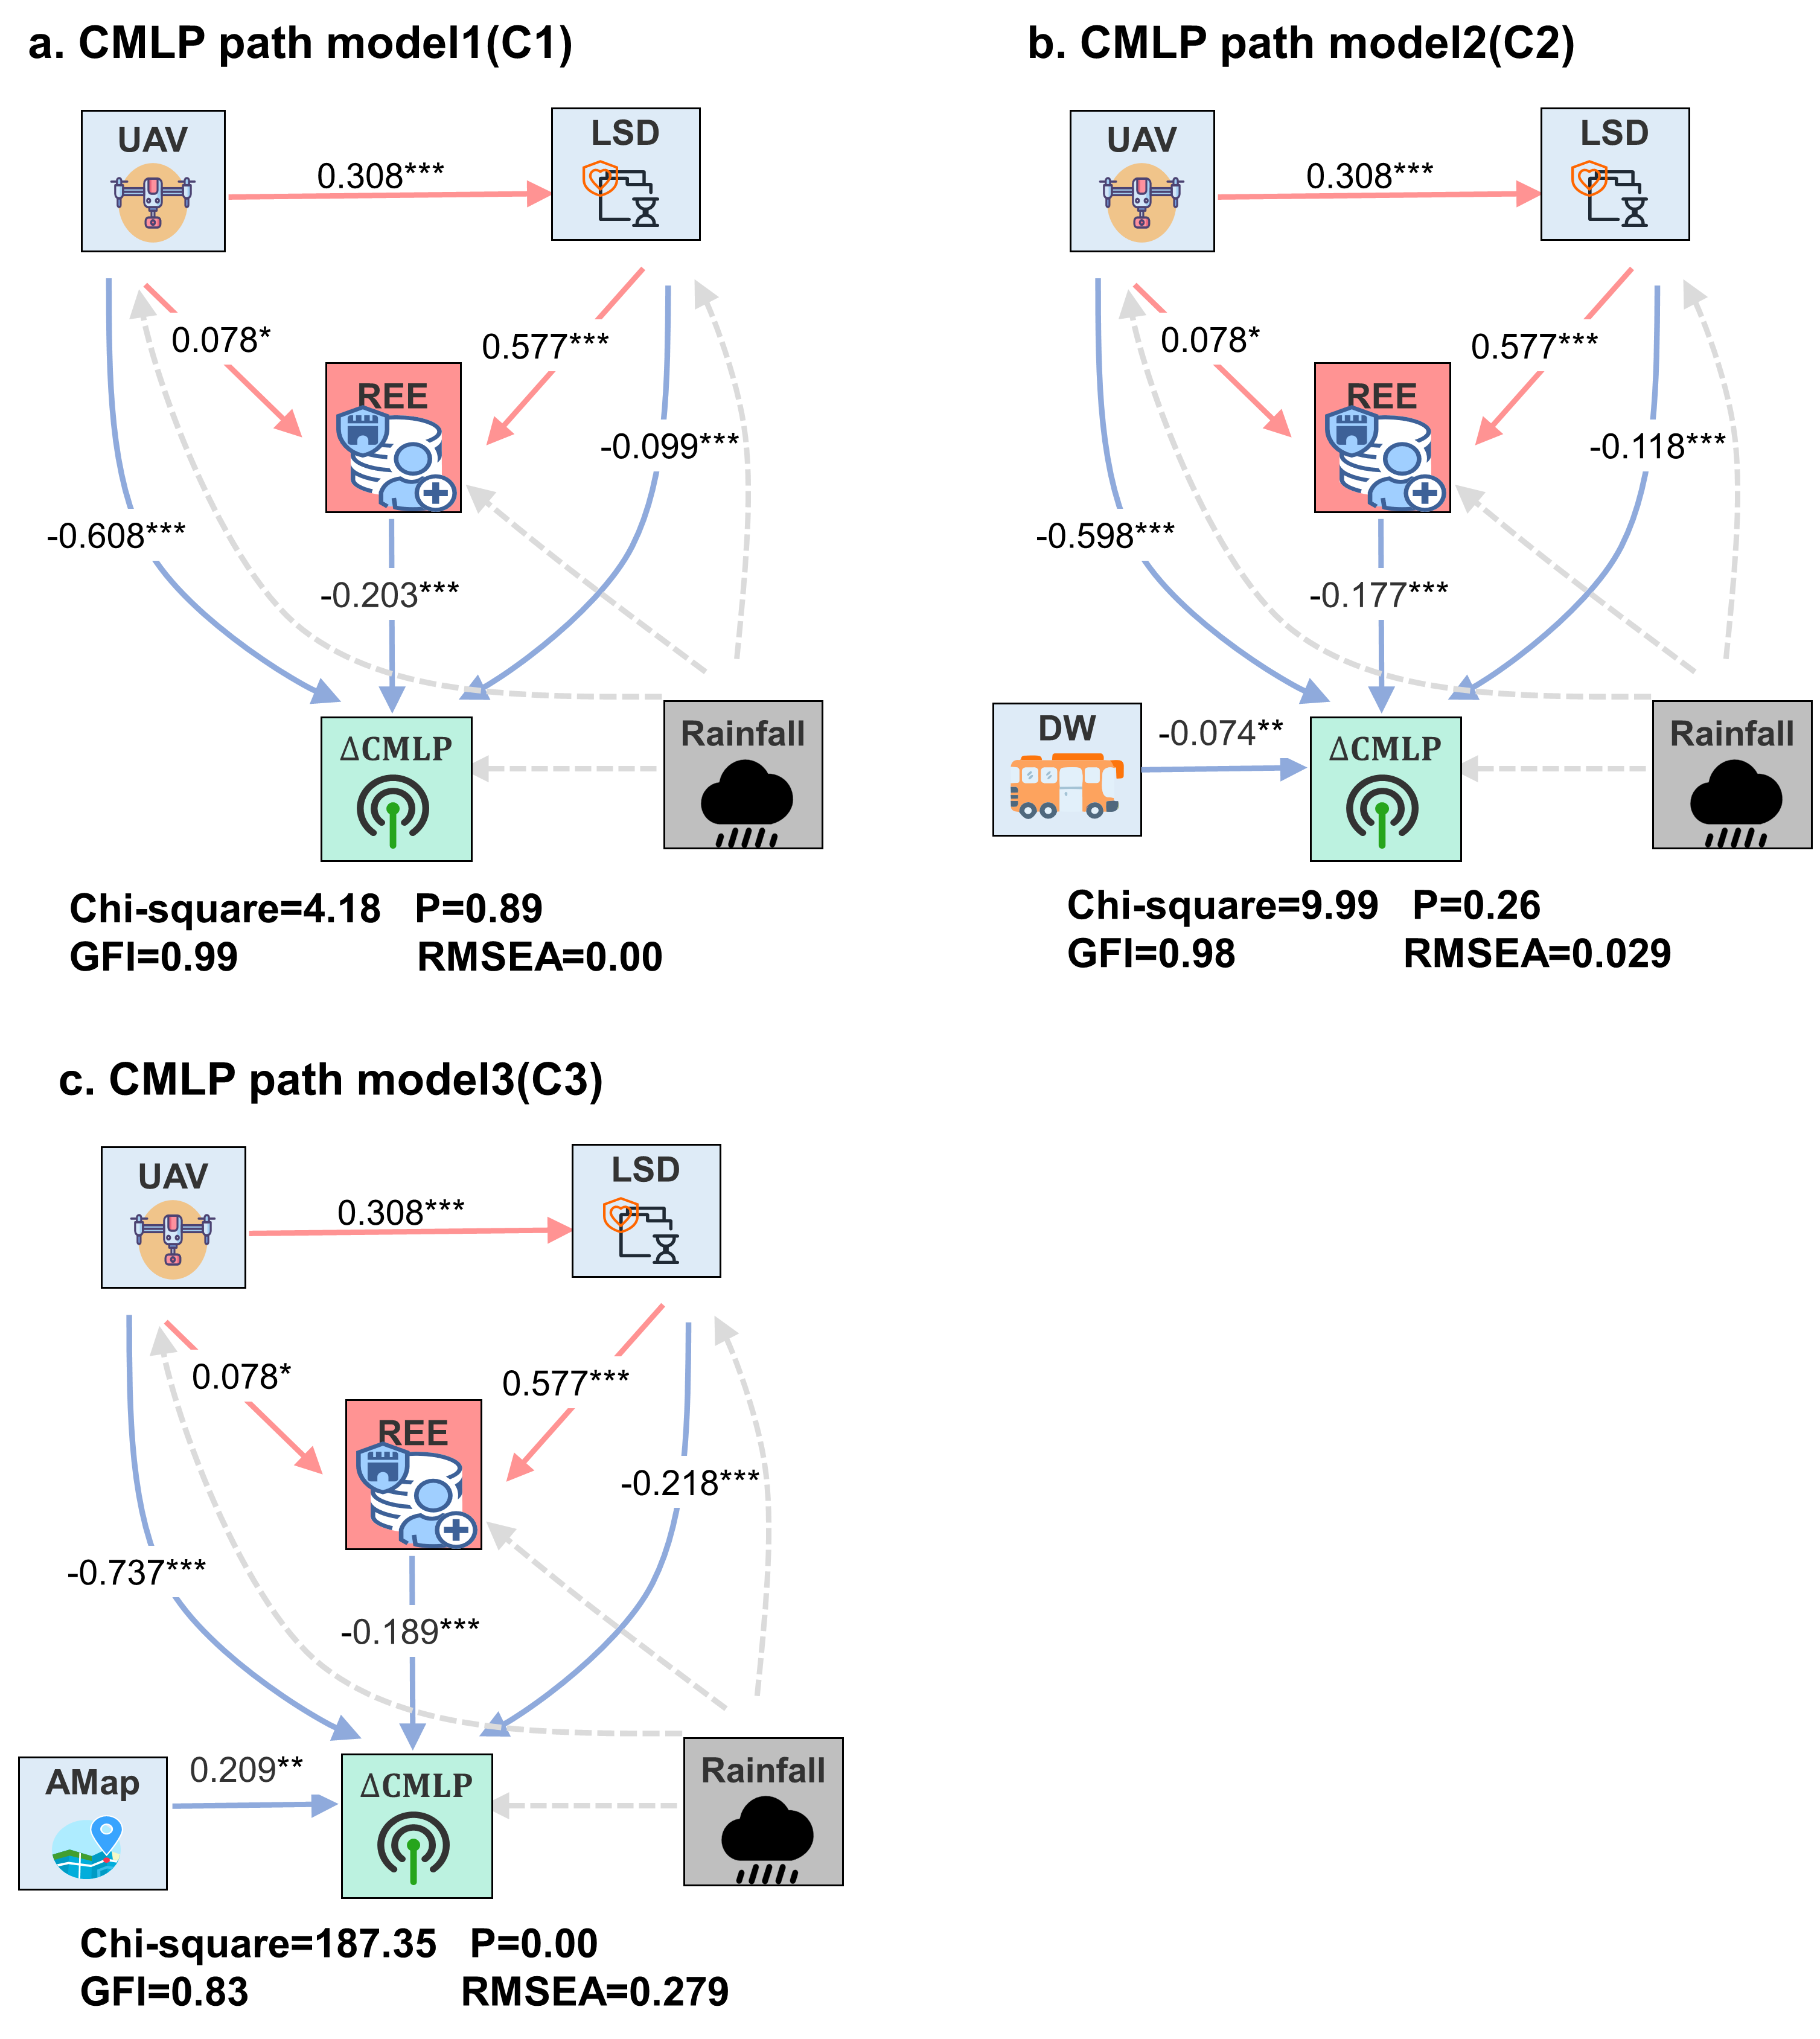 a. CMLP path model1(C1)
UAV
LSD
0.308***
0.078*
0.577***
REE
-0.099***
-0.608***
-0.203***
ΔCMLP
Rainfall
Chi-square=4.18 P=0.89
GFI=0.99 RMSEA=0.00
b. CMLP path model2(C2)
UAV
LSD
0.308***
0.078*
0.577***
REE
-0.118***
-0.598***
-0.177***
DW
-0.074**
ΔCMLP
Rainfall
Chi-square=9.99 P=0.26
GFI=0.98 RMSEA=0.029
c. CMLP path model3(C3)
UAV
LSD
0.308***
0.078*
0.577***
REE
-0.218***
-0.737***
-0.189***
AMap
0.209**
ΔCMLP
Rainfall
Chi-square=187.35 P=0.00
GFI=0.83 RMSEA=0.279